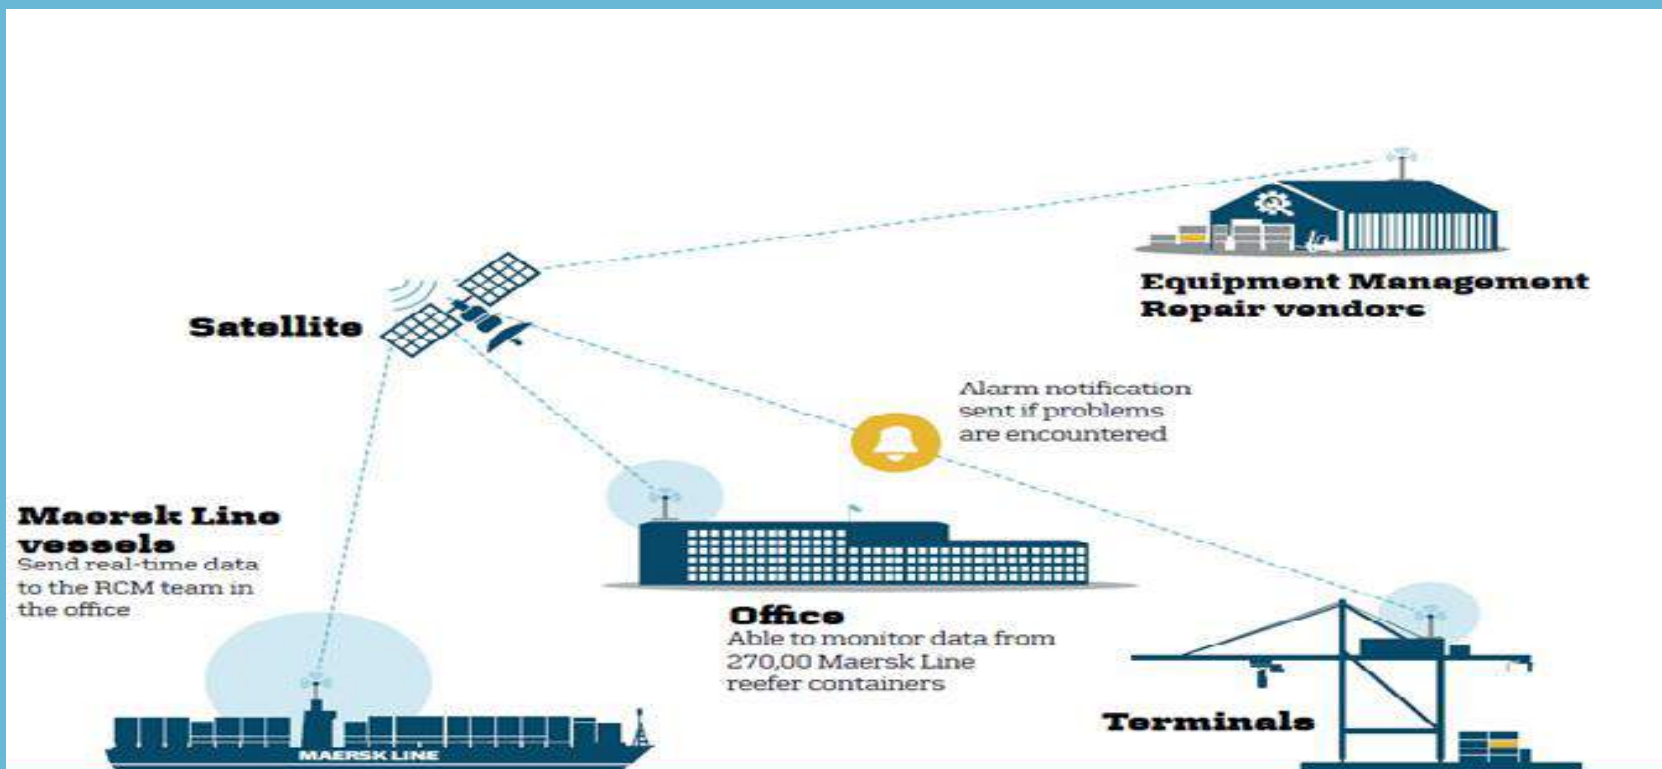 Equipment Management
Repair vendors
Satellite
Alarm notification
sent if problems
are encountered
Maersk Line
vessels
Send real-time data
to the RCM team in
the office
Office
Able to monitor data from
270,00 Maersk Line
reefer containers
Terminals
MAERSK LINE